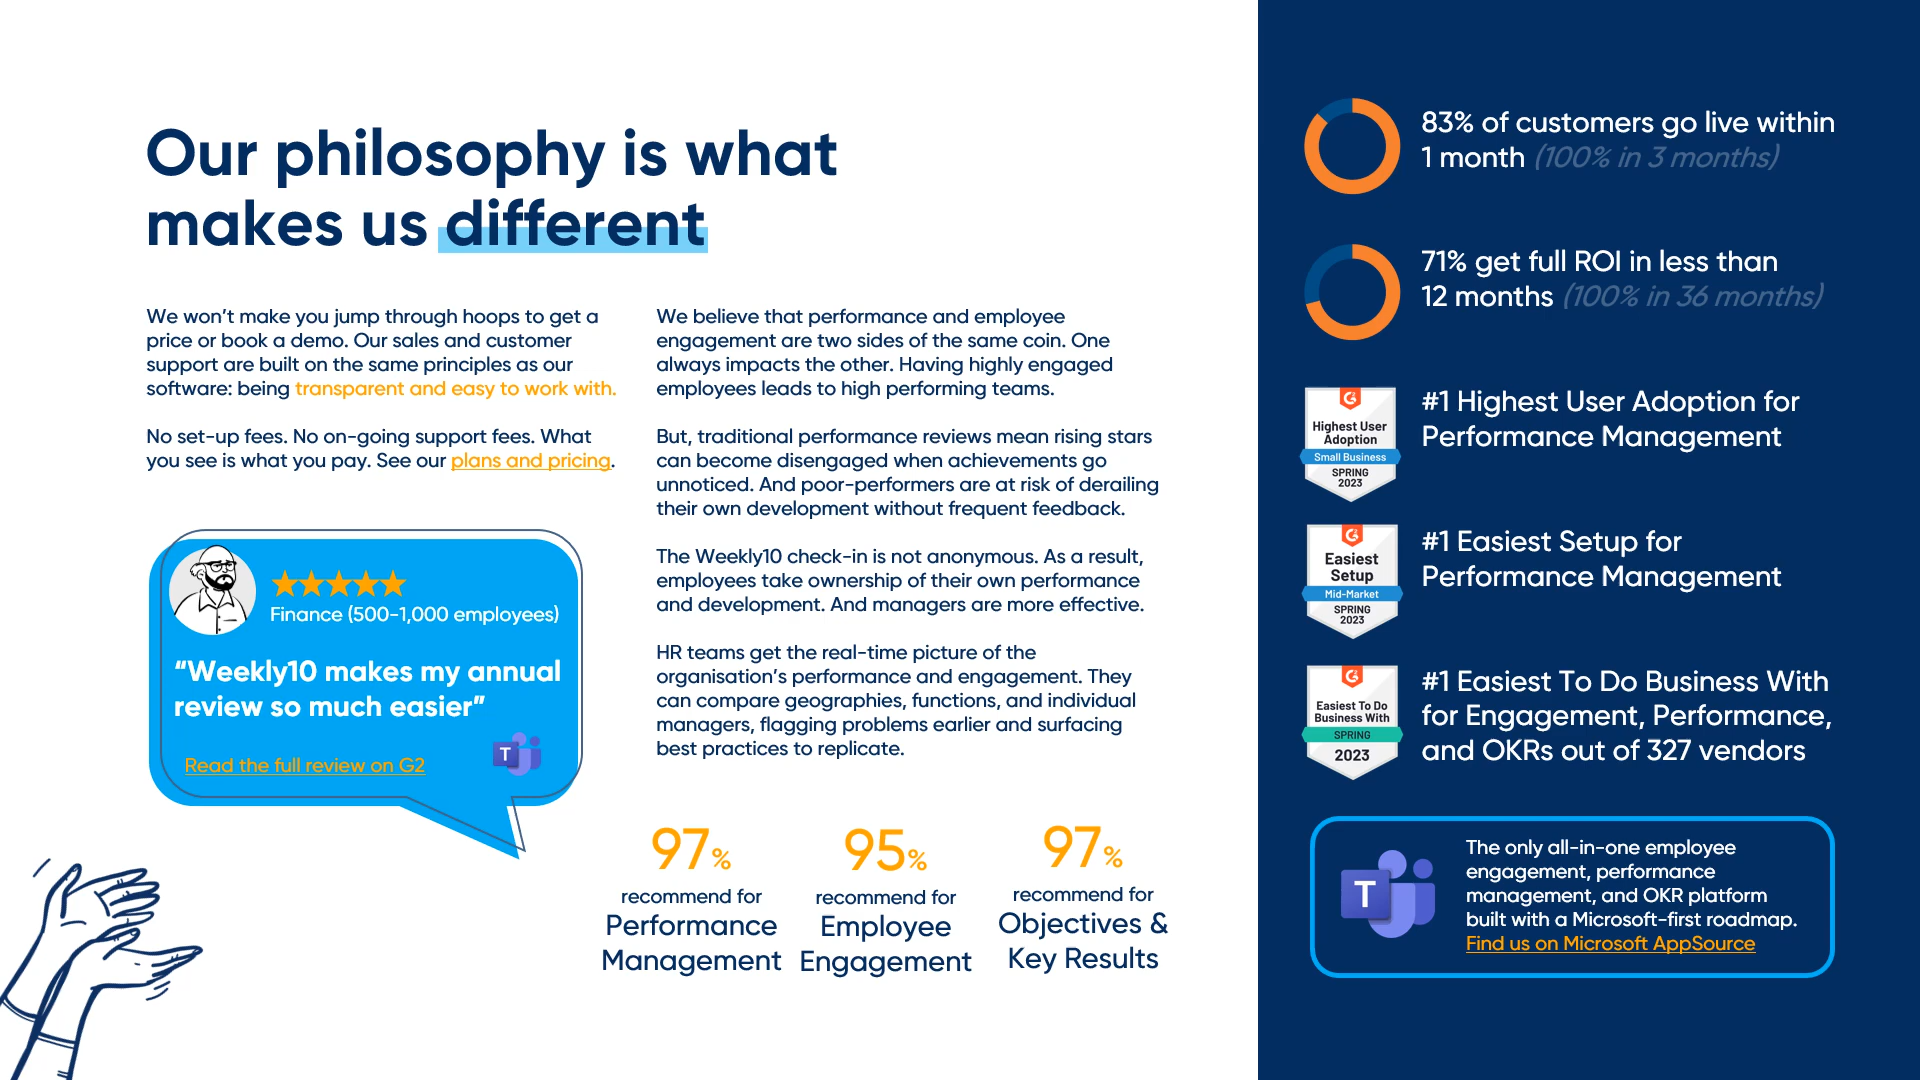 Our philosophy is what
makes us different
We won’t make you jump through hoops to get a
price or book a demo. Our sales and customer
support are built on the same principles as our
software: being transparent and easy to work with.
No set-up fees. No on-going support fees. What
you see is what you pay. See our plans and pricing.
Finance (500-1,000 employees)
“Weekly10 makes my annual
review so much easier”
Read the full review on G2
T
We believe that performance and employee
engagement are two sides of the same coin. One
always impacts the other. Having highly engaged
employees leads to high performing teams.
But, traditional performance reviews mean rising stars
can become disengaged when achievements go
unnoticed. And poor-performers are at risk of derailing
their own development without frequent feedback.
The Weekly10 check-in is not anonymous. As a result,
employees take ownership of their own performance
and development. And managers are more effective.
HR teams get the real-time picture of the
organisation’s performance and engagement. They
can compare geographies, functions, and individual
managers, flagging problems earlier and surfacing
best practices to replicate.
97%
recommend for
Performance
Management
95%
recommend for
Employee
Engagement
97%
recommend for
Objectives &
Key Results
83% of customers go live within
1 month (100% in 3 months)
71% get full ROI in less than
12 months (100% in 36 months)
G
Highest User
Adoption
Small Business
SPRING
2023
#1 Highest User Adoption for
Performance Management
G
Easiest
Setup
Mid-Market
SPRING
2023
#1 Easiest Setup for
Performance Management
G
Easiest To Do
Business With
SPRING
2023
#1 Easiest To Do Business With
for Engagement, Performance,
and OKRs out of 327 vendors
T
The only all-in-one employee
engagement, performance
management, and OKR platform
built with a Microsoft-first roadmap.
Find us on Microsoft AppSource